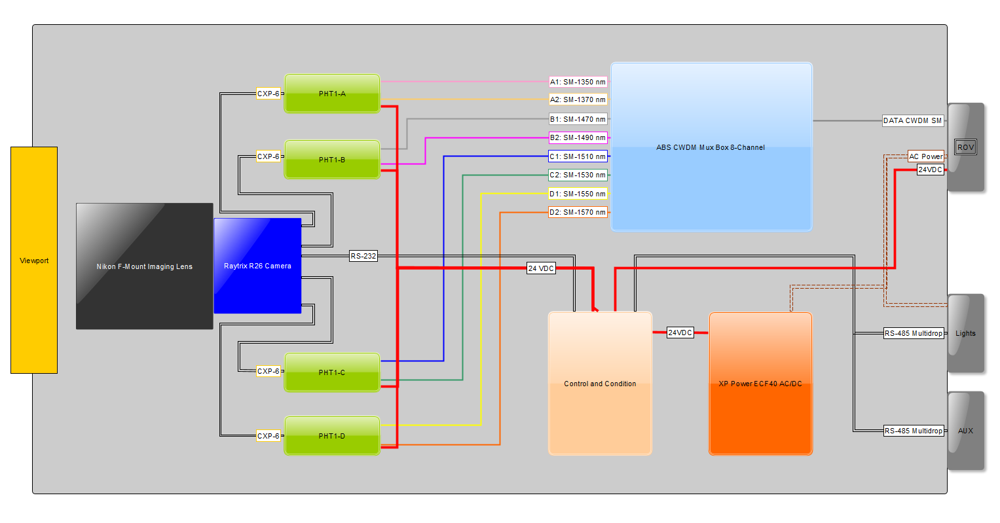 CXP-6
PHT1-A
A1: SM-1350 nm
A2: SM-1370 nm
B1: SM-1470 nm
B2: SM-1490 nm
C1: SM-1510 nm
C2: SM-1530 nm
D1: SM-1550 nm
D2: SM-1570 nm
ABS CWDM Mux Box 8-Channel
DATA CWDM SM
ROV
AC Power
24VDC
CXP-6
PHT1-B
Viewport
Nikon F-Mount Imaging Lens
Raytrix R26 Camera
RS-232
24 VDC
Control and Condition
24VDC
XP Power ECF40 AC/DC
RS-485 Multidrop
Lights
CXP-6
PHT1-C
CXP-6
PHT1-D
RS-485 Multidrop
AUX